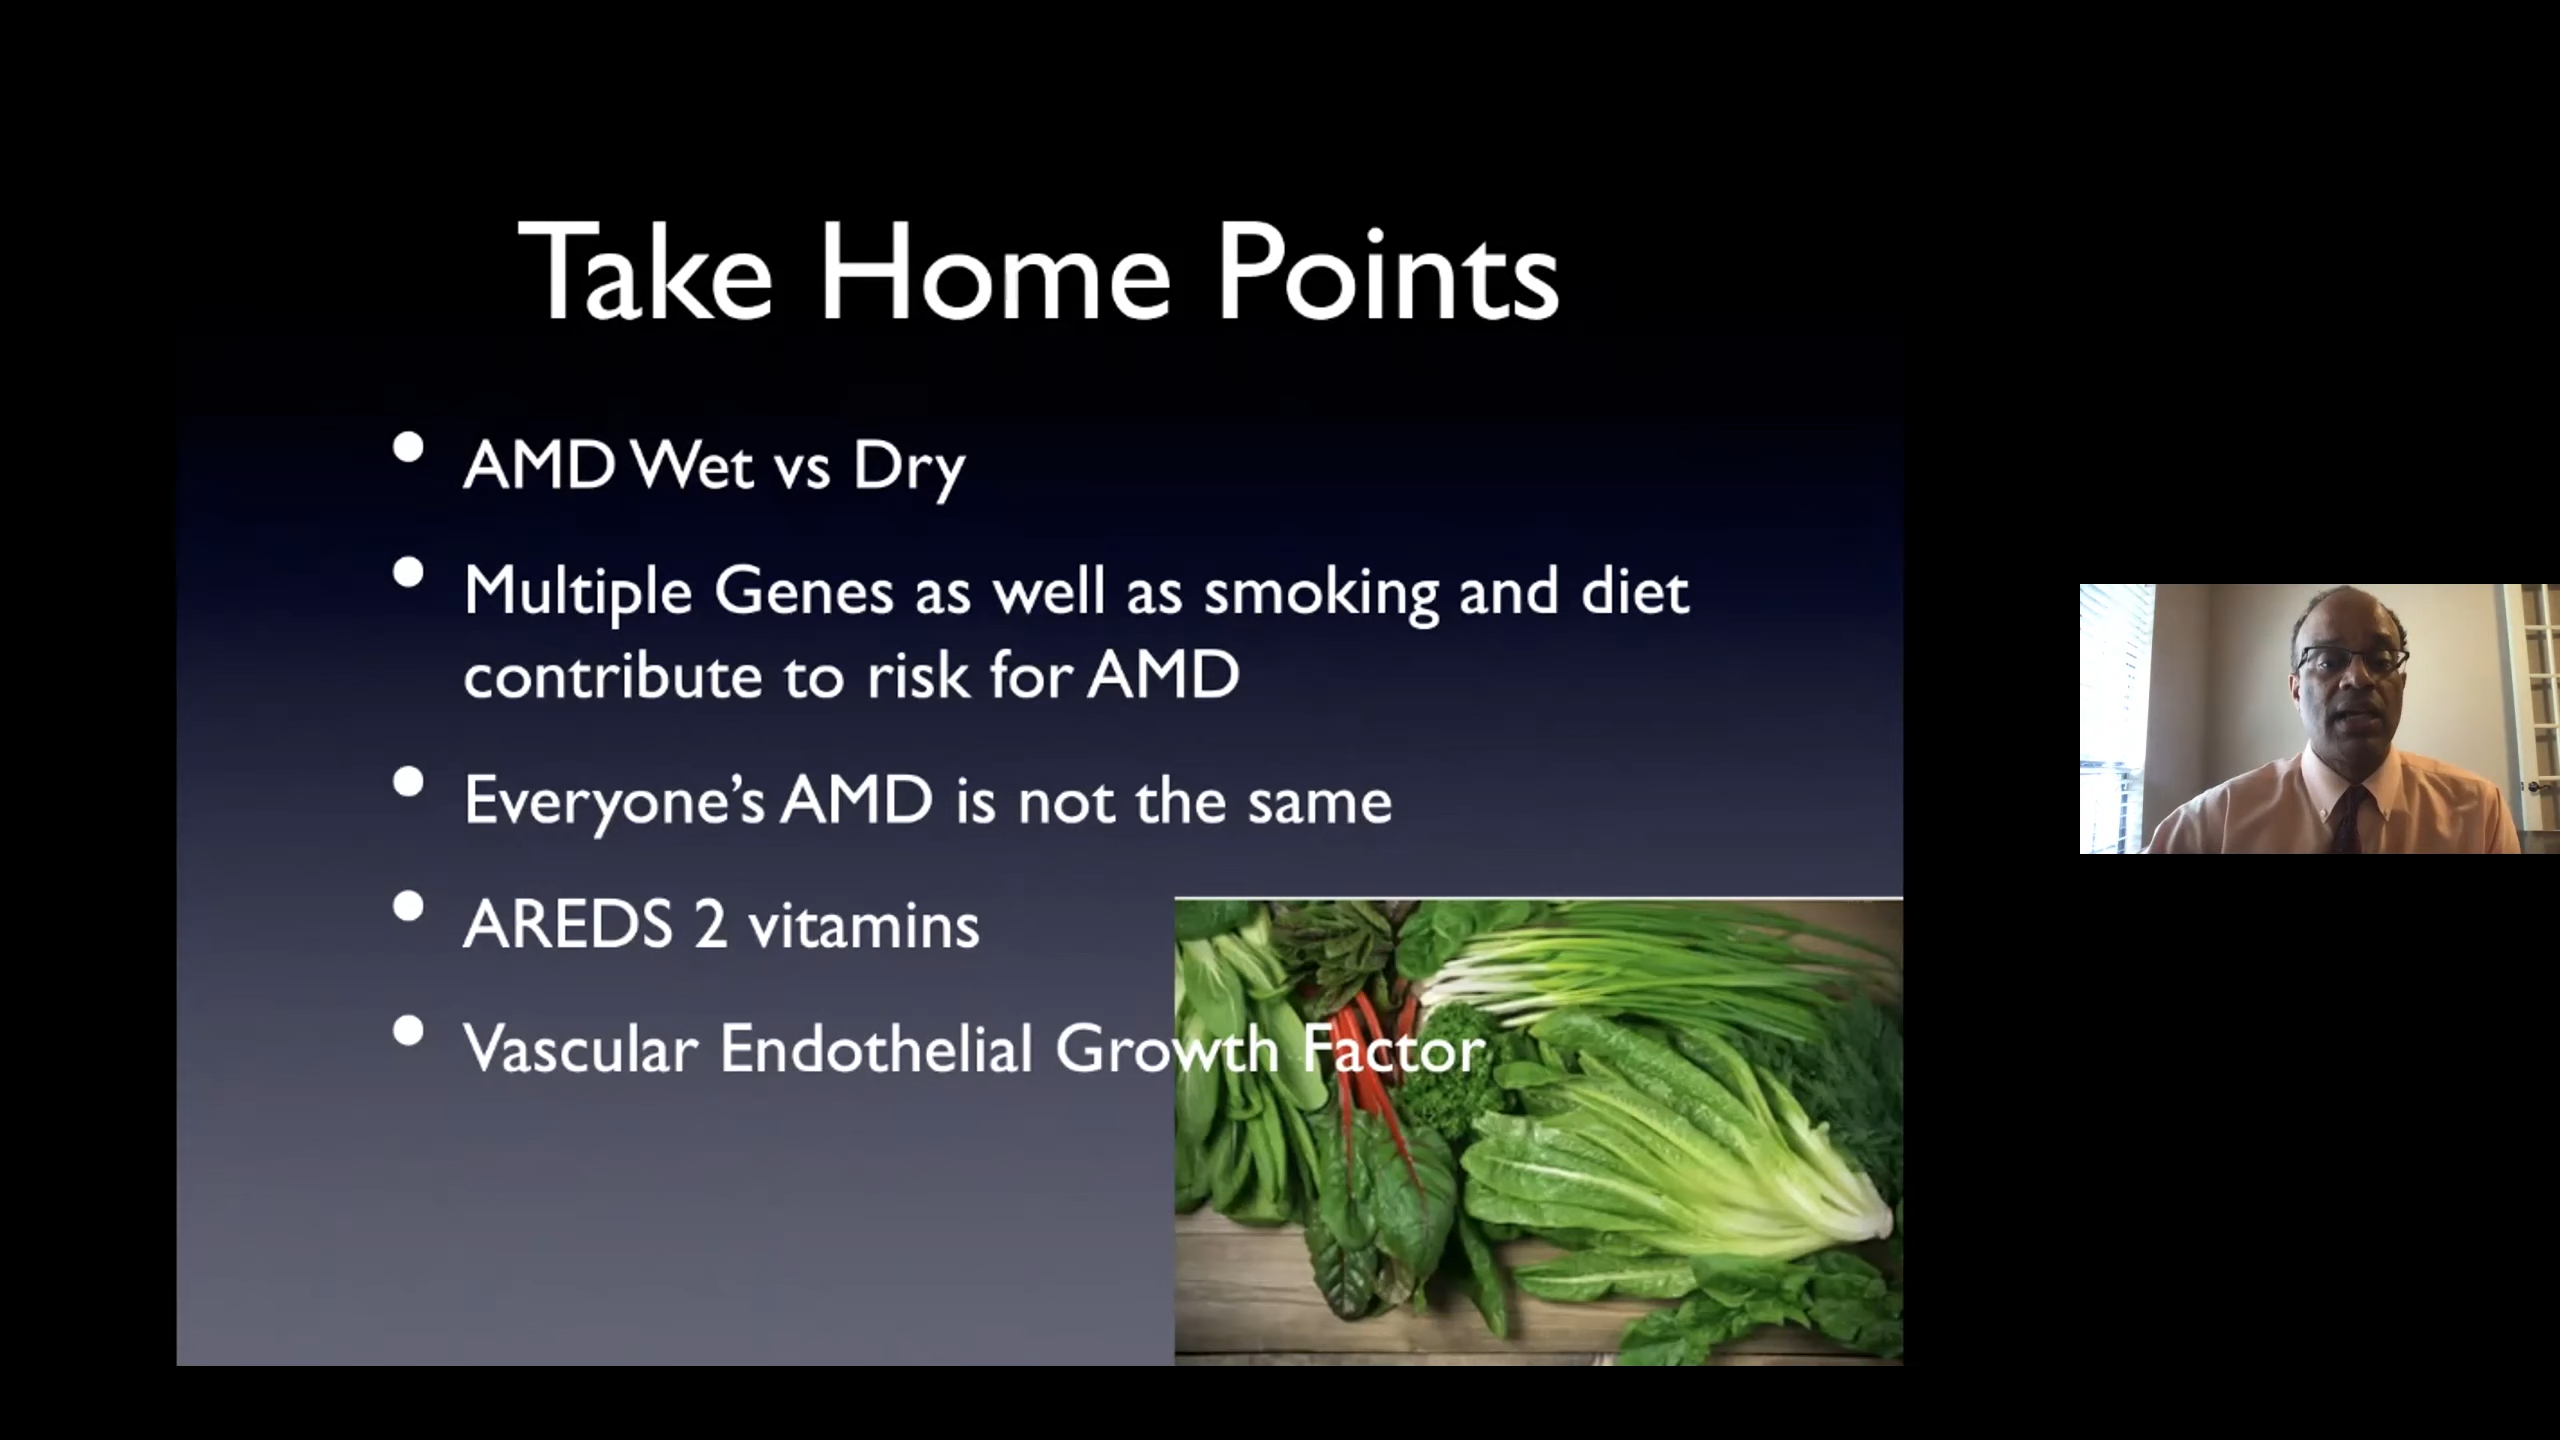 Take Home Points
• AMD Wet vs Dry
• Multiple Genes as well as smoking and diet
contribute to risk for AMD
• Everyone’s AMD is not the same
• AREDS 2 vitamins
• Vascular Endothelial Growth Factor